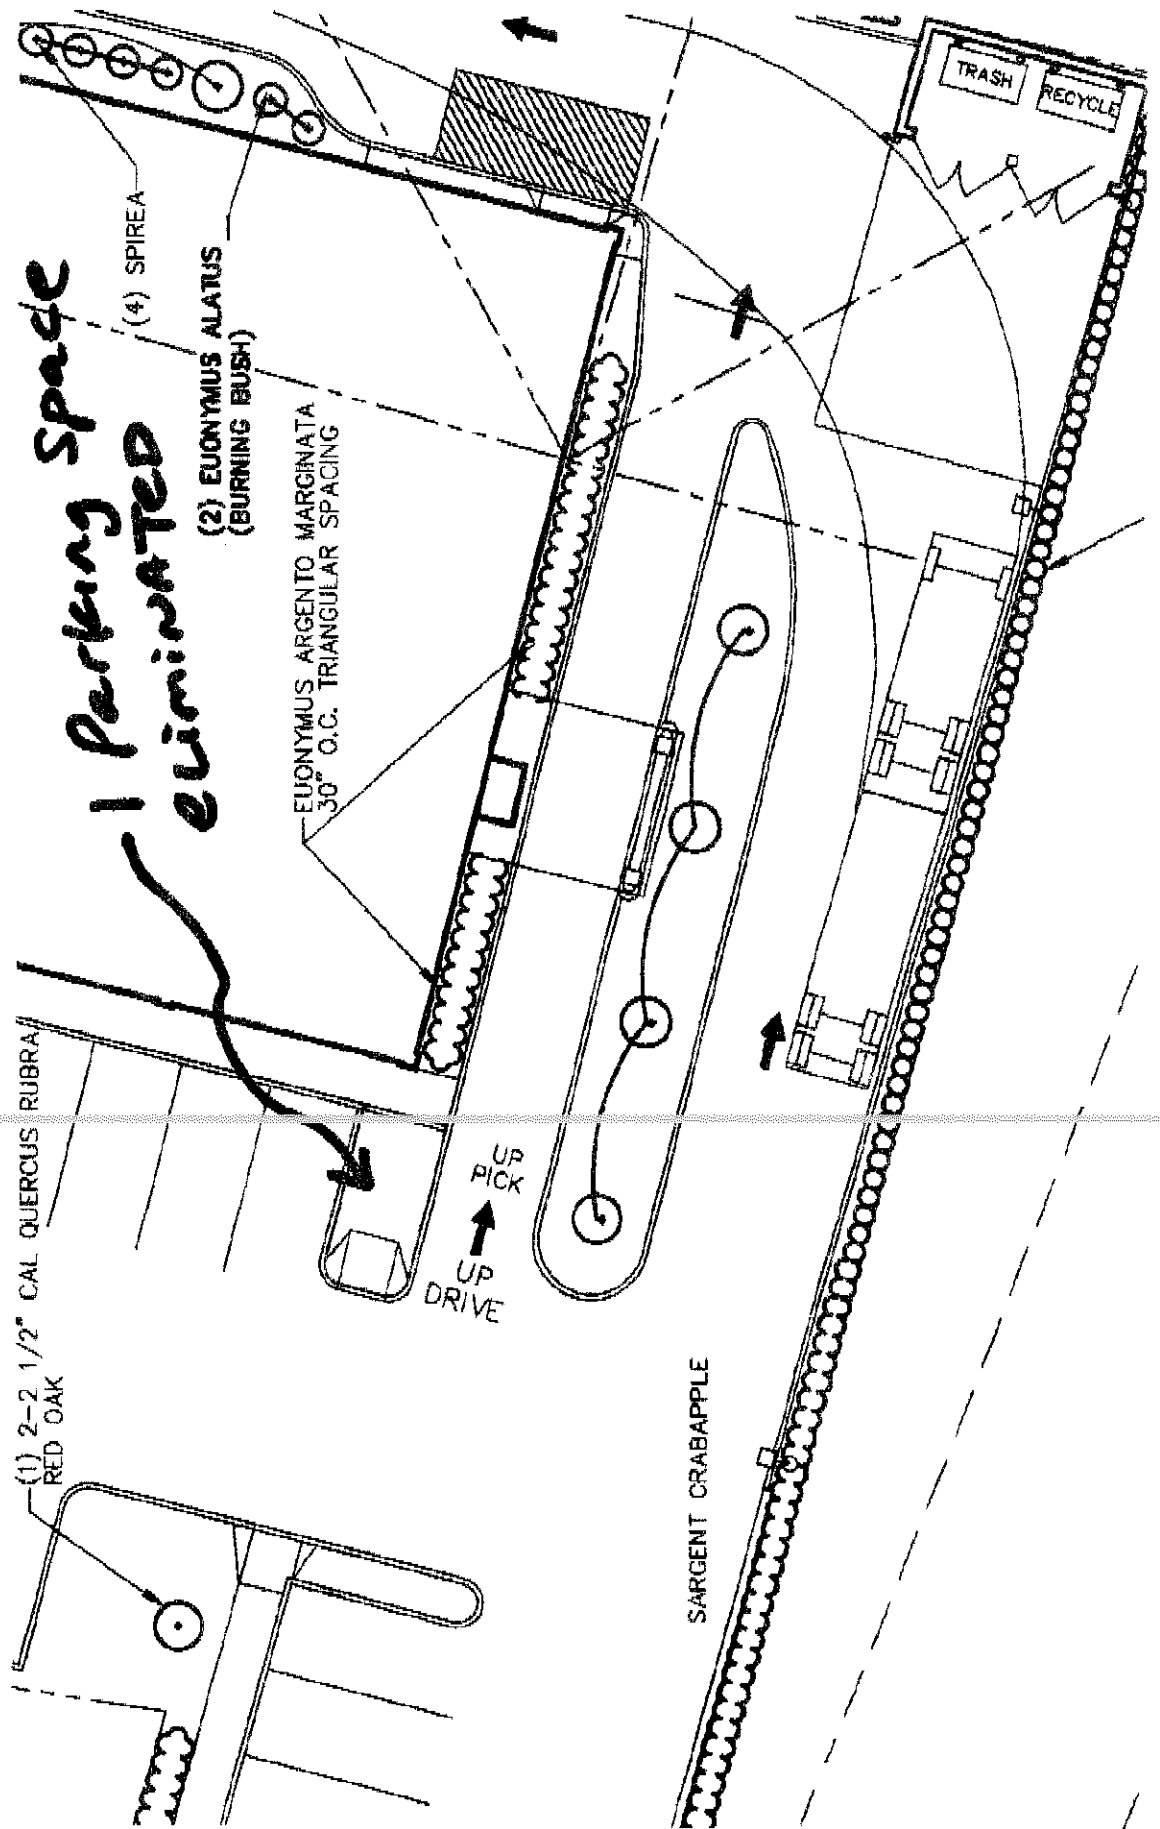 TRASH
RECYCLE
(4) SPIREA
(2) EUONYMUS ALATUS
(BURNING BUSH)
1 Parking Space
eliminATED
EUONYMUS ARGENTO MARGINATA
30" O.C. TRIANGULAR SPACING
(1) 2-2 1/2" CAL QUERCUS RUBRA
RED OAK
UP
PICK
UP
DRIVE
SARGENT CRABAPPLE